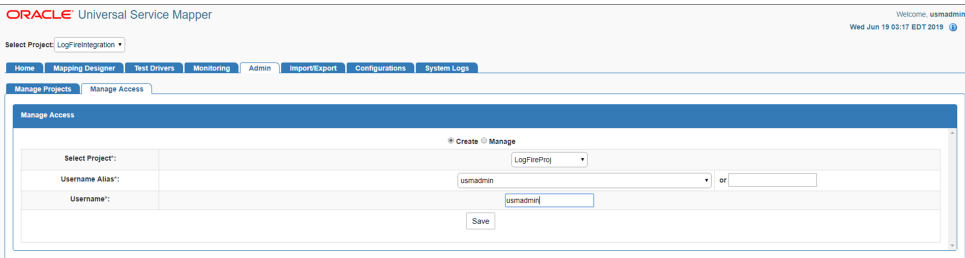 ORACLE Universal Service Mapper
Welcome, usmadmin
Wed Jun 19 03:17 EDT 2019
Select Project: LogFireIntegration
Home Mapping Designer Test Drivers Monitoring Admin Import/Export Configurations System Logs
Manage Projects Manage Access
Manage Access
Create Manage
Select Project*: LogFireProj
Username Alias*: usmadmin or
Username*: usmadmin
Save